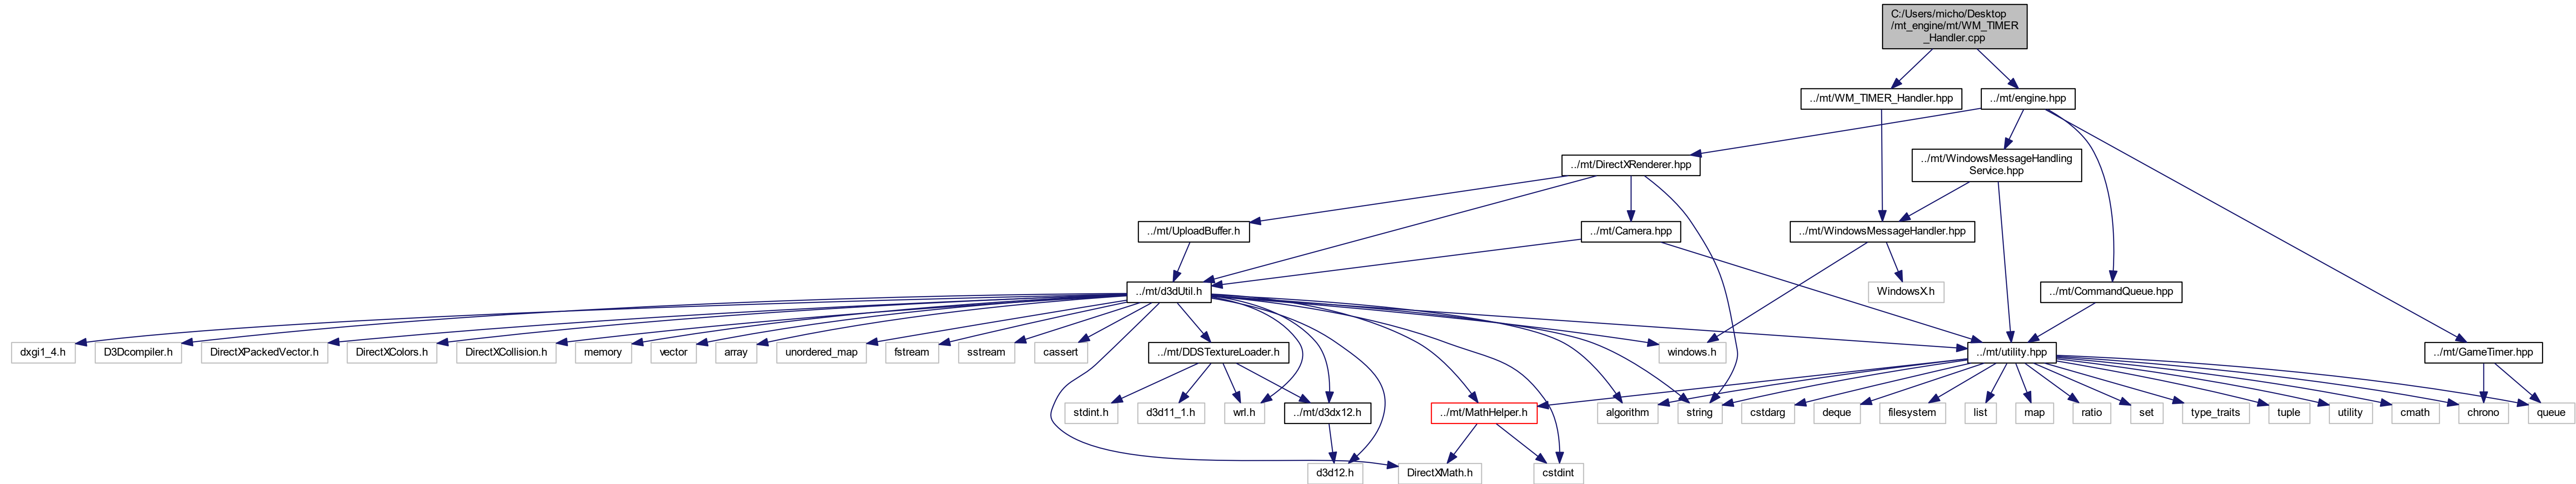 C:/Users/micho/Desktop
/mt_engine/mt/WM_TIMER
_Handler.cpp
../mt/WM_TIMER_Handler.hpp
../mt/engine.hpp
../mt/DirectXRenderer.hpp
../mt/WindowsMessageHandling
Service.hpp
../mt/UploadBuffer.h
../mt/Camera.hpp
../mt/WindowsMessageHandler.hpp
../mt/d3dUtil.h
WindowsX.h
../mt/CommandQueue.hpp
dxgi1_4.h
D3Dcompiler.h
DirectXPackedVector.h
DirectXColors.h
DirectXCollision.h
memory
vector
array
unordered_map
fstream
sstream
cassert
../mt/DDSTextureLoader.h
windows.h
../mt/utility.hpp
../mt/GameTimer.hpp
stdint.h
d3d11_1.h
wrl.h
../mt/d3dx12.h
../mt/MathHelper.h
algorithm
string
cstdarg
deque
filesystem
list
map
ratio
set
type_traits
tuple
utility
cmath
chrono
queue
d3d12.h
DirectXMath.h
cstdint